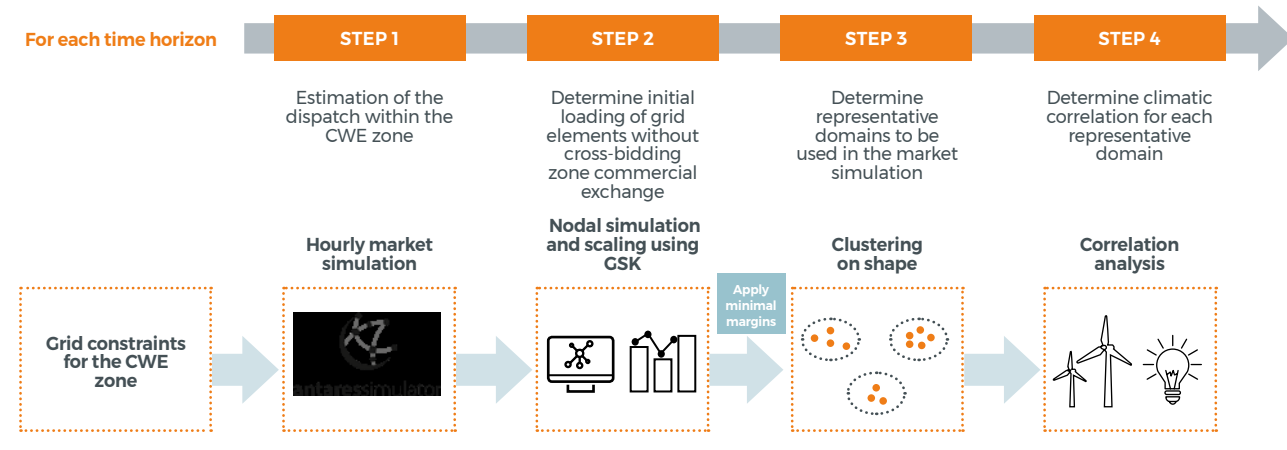 For each time horizon
STEP 1
STEP 2
STEP 3
STEP 4
Estimation of the
dispatch within the
CWE zone
Determine initial
loading of grid
elements without
cross-bidding
zone commercial
exchange
Determine
representative
domains to be
used in the market
simulation
Determine climatic
correlation for each
representative
domain
Hourly market
simulation
Nodal simulation
and scaling using
GSK
Clustering
on shape
Correlation
analysis
Apply
minimal
margins
Grid constraints
for the CWE
zone
antaressimulator